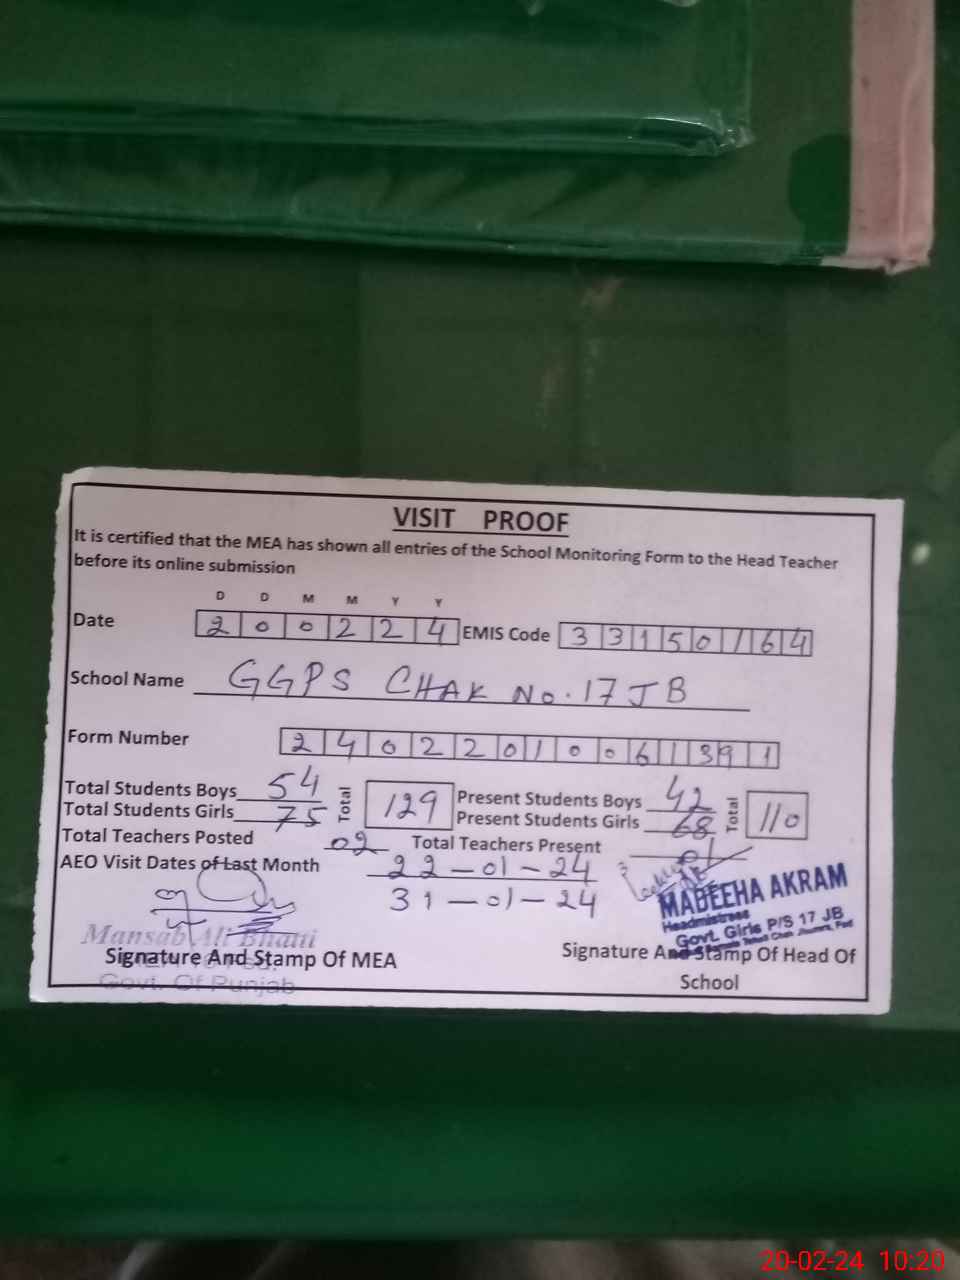 VISIT PROOF
It is certified that the MEA has shown all entries of the School Monitoring Form to the Head Teacher
before its online submission
D D M M Y Y
Date 2 0 0 2 2 4 EMIS Code 3 3 1 5 0 1 6 4
School Name GGPS CHAK No. 17 JB
Form Number 2 4 0 2 2 0 1 0 0 6 1 3 9 1
Total Students Boys 54 Total 129 Present Students Boys 42 Total 110
Total Students Girls 75 Present Students Girls 68
Total Teachers Posted 02 Total Teachers Present 01
AEO Visit Dates of Last Month 22-01-24
31-01-24
MABEEHA AKRAM
Headmistress
Govt. Girls P/S 17 JB
Mansab Ali Bhatti
Signature And Stamp Of MEA
Govt. Of Punjab
Signature And Stamp Of Head Of
School
20-02-24 10:20